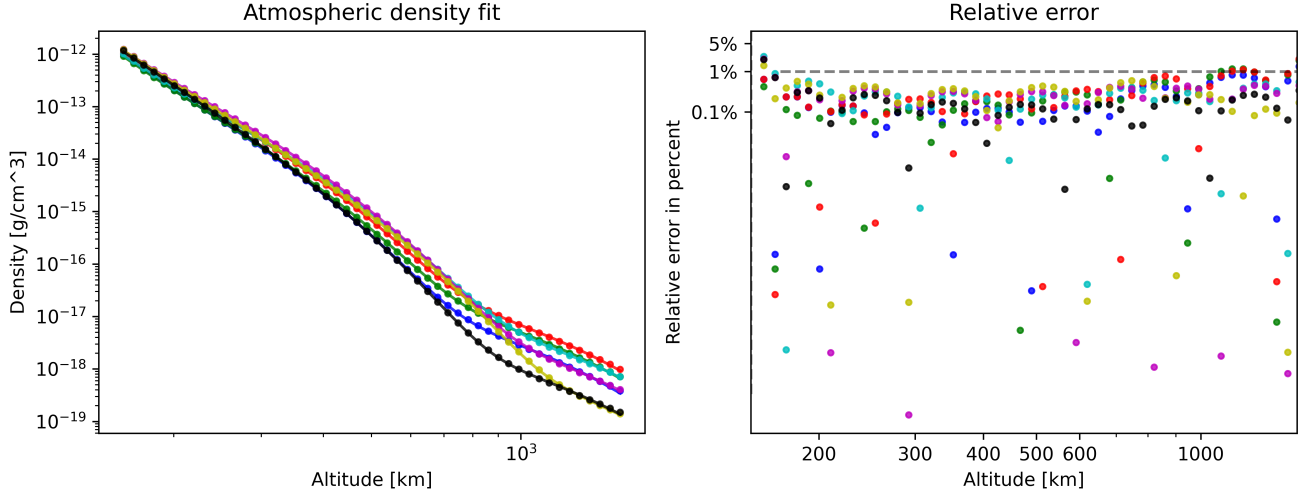 Atmospheric density fit
Density [g/cm^3]
10⁻¹²
10⁻¹³
10⁻¹⁴
10⁻¹⁵
10⁻¹⁶
10⁻¹⁷
10⁻¹⁸
10⁻¹⁹
10³
Altitude [km]
Relative error
Relative error in percent
5%
1%
0.1%
200 300 400 500 600 1000
Altitude [km]